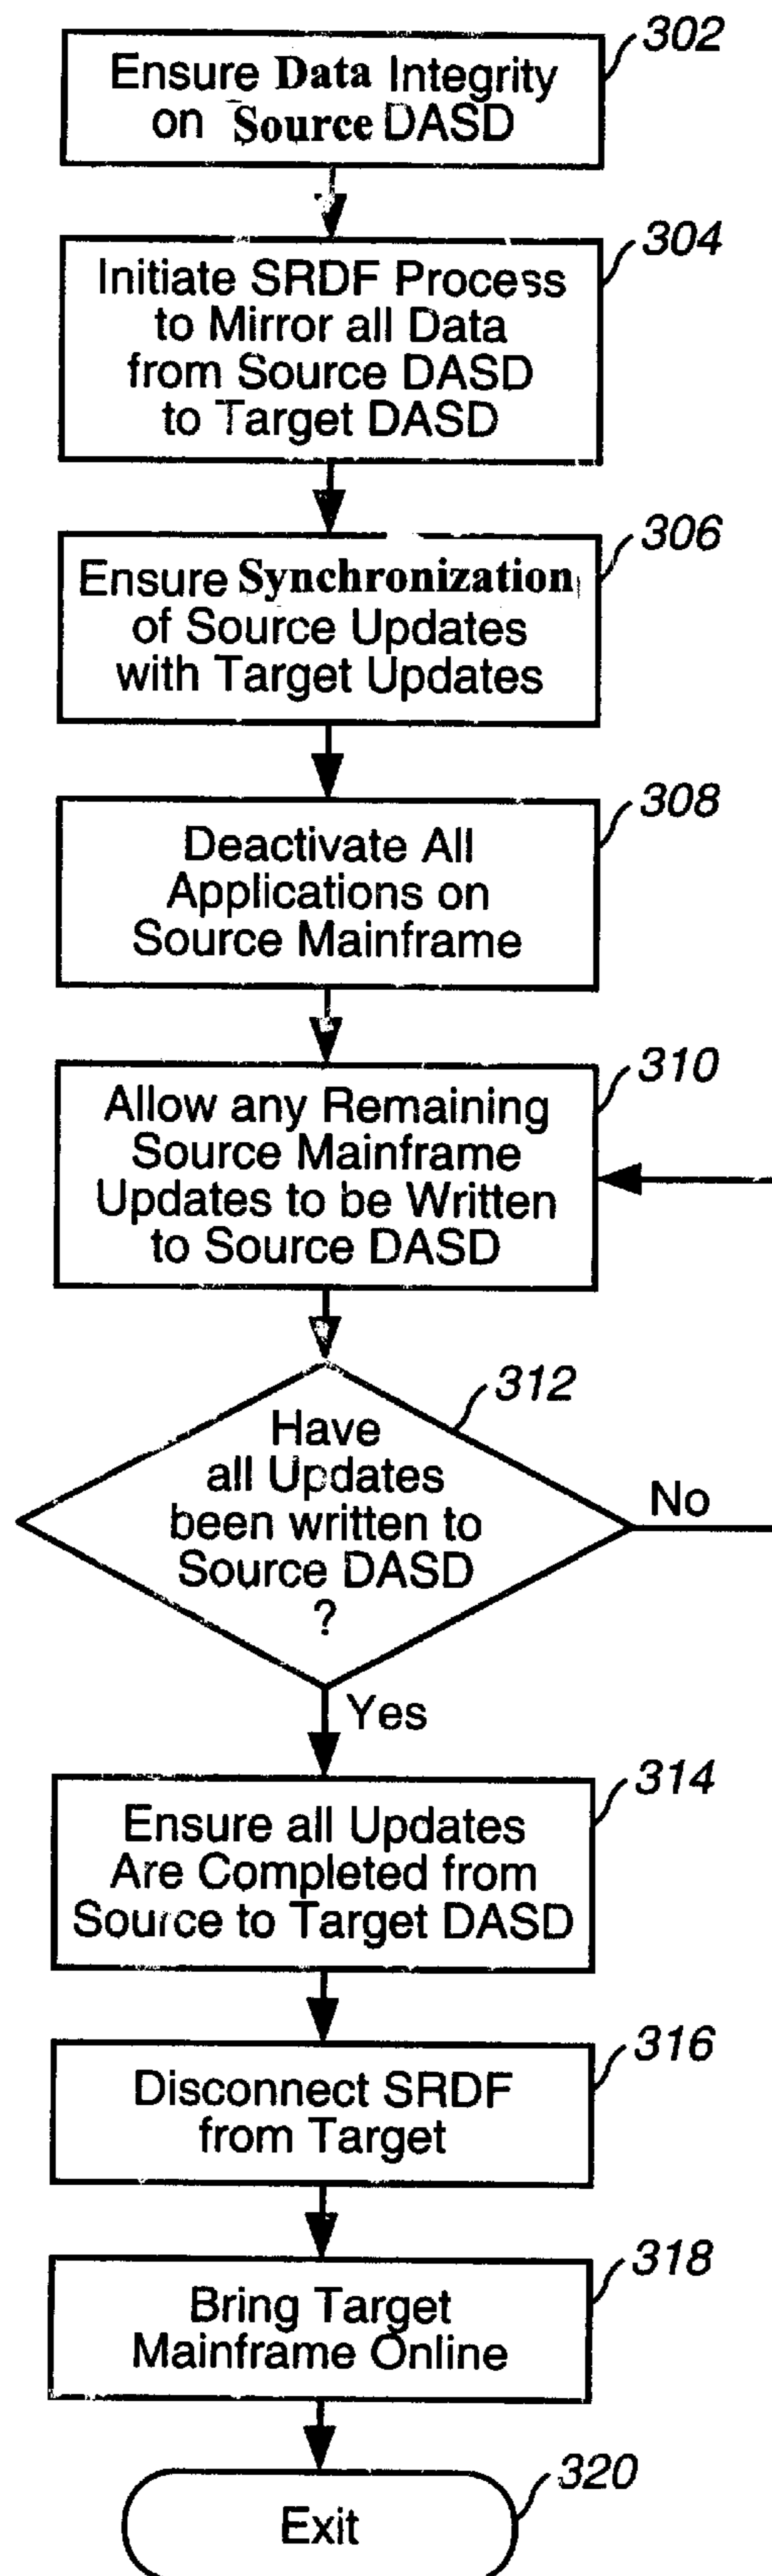 302
Ensure Data Integrity
on Source DASD
304
Initiate SRDF Process
to Mirror all Data
from Source DASD
to Target DASD
306
Ensure Synchronization
of Source Updates
with Target Updates
308
Deactivate All
Applications on
Source Mainframe
310
Allow any Remaining
Source Mainframe
Updates to be Written
to Source DASD
312
Have
all Updates
been written to
Source DASD
?
No
Yes
314
Ensure all Updates
Are Completed from
Source to Target DASD
316
Disconnect SRDF
from Target
318
Bring Target
Mainframe Online
320
Exit